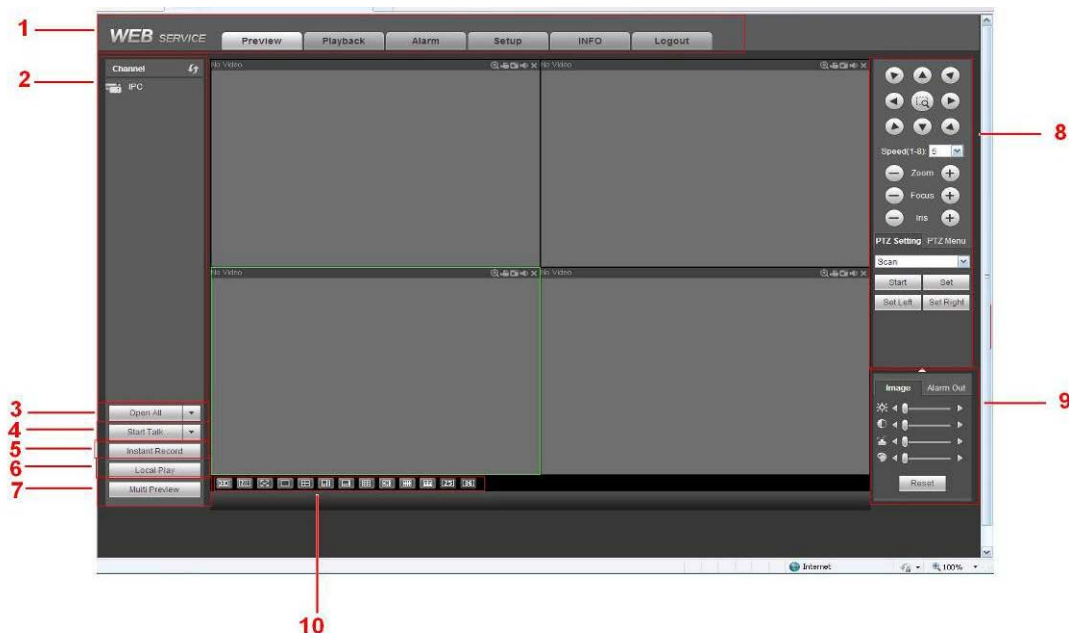 WEB SERVICE
Preview Playback Alarm Setup INFO Logout
1
Channel
2
IPC
No Video
No Video
8
Speed(1-8): 5
Zoom
Focus
Iris
PTZ Setting PTZ Menu
No Video
No Video
Scan
Start Set
Set Left Set Right
Image Alarm Out
9
3
Open All
4
Start Talk
5
Instant Record
6
Local Play
7
Multi Preview
Reset
Internet
100%
10